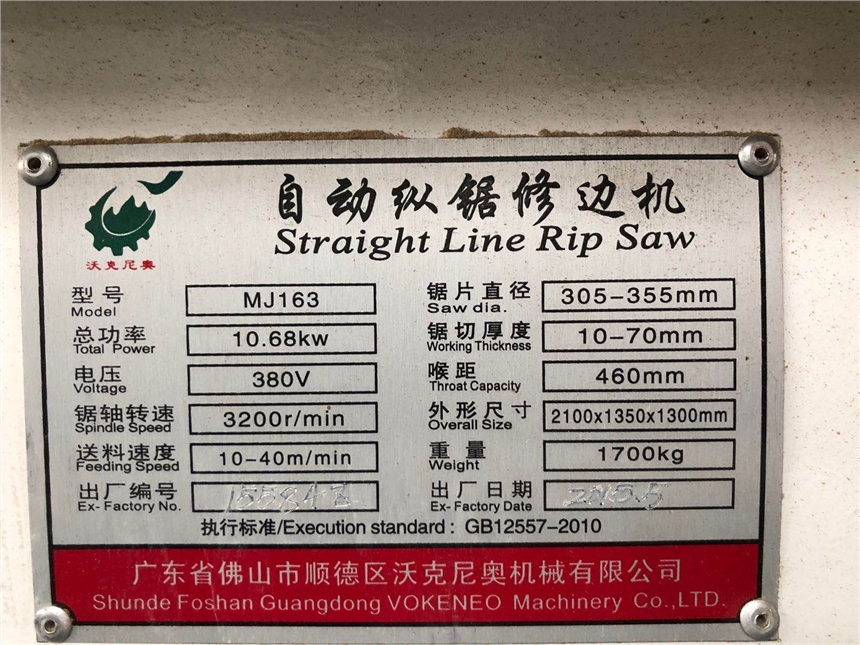 自动纵锯修边机
Straight Line Rip Saw
沃克尼奥
型号 MJ163
Model
总功率 10.68kw
Total Power
电压 380V
Voltage
锯轴转速 3200r/min
Spindle Speed
送料速度 10-40m/min
Feeding Speed
出厂编号
Ex- Factory No.
锯片直径 305-355mm
Saw dia.
锯切厚度 10-70mm
Working Thickness
喉距 460mm
Throat Capacity
外形尺寸 2100x1350x1300mm
Overall Size
重量 1700kg
Weight
出厂日期 2015.5
Ex- Factory Date
执行标准/Execution standard : GB12557-2010
广东省佛山市顺德区沃克尼奥机械有限公司
Shunde Foshan Guangdong VOKENEO Machinery Co.,LTD